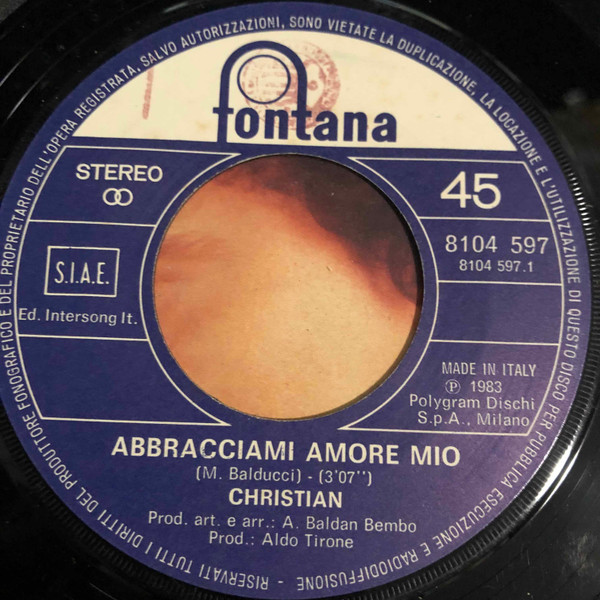 RISERVATI TUTTI I DIRITTI DEL PRODUTTORE FONOGRAFICO E DEL PROPRIETARIO DELL'OPERA REGISTRATA, SALVO AUTORIZZAZIONI, SONO VIETATE LA DUPLICAZIONE, LA LOCAZIONE E L'UTILIZZAZIONE DI QUESTO DISCO PER PUBBLICA ESECUZIONE E RADIODIFFUSIONE -
fontana
STEREO
45
8104 597
8104 597.1
S.I.A.E.
Ed. Intersong It.
MADE IN ITALY
Ⓟ 1983
Polygram Dischi
S.p.A., Milano
ABBRACCIAMI AMORE MIO
(M. Balducci) - (3'07'')
CHRISTIAN
Prod. art. e arr.: A. Baldan Bembo
Prod.: Aldo Tirone